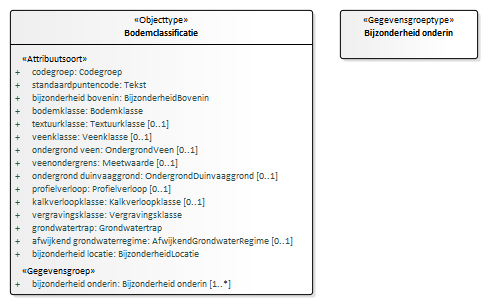 «Objecttype»
Bodemclassificatie
«Attribuutsoort»
+ codegroep: Codegroep
+ standaardpuntencode: Tekst
+ bijzonderheid bovenin: BijzonderheidBovenin
+ bodemklasse: Bodemklasse
+ textuurklasse: Textuurklasse [0..1]
+ veenklasse: Veenklasse [0..1]
+ ondergrond veen: OndergrondVeen [0..1]
+ veenondergrens: Meetwaarde [0..1]
+ ondergrond duinvaaggrond: OndergrondDuinvaaggrond [0..1]
+ profielverloop: Profielverloop [0..1]
+ kalkverloopklasse: Kalkverloopklasse [0..1]
+ vergravingsklasse: Vergravingsklasse
+ grondwatertrap: Grondwatertrap
+ afwijkend grondwaterregime: AfwijkendGrondwaterRegime [0..1]
+ bijzonderheid locatie: BijzonderheidLocatie
«Gegevensgroep»
+ bijzonderheid onderin: Bijzonderheid onderin [1..*]
«Gegevensgroeptype»
Bijzonderheid onderin